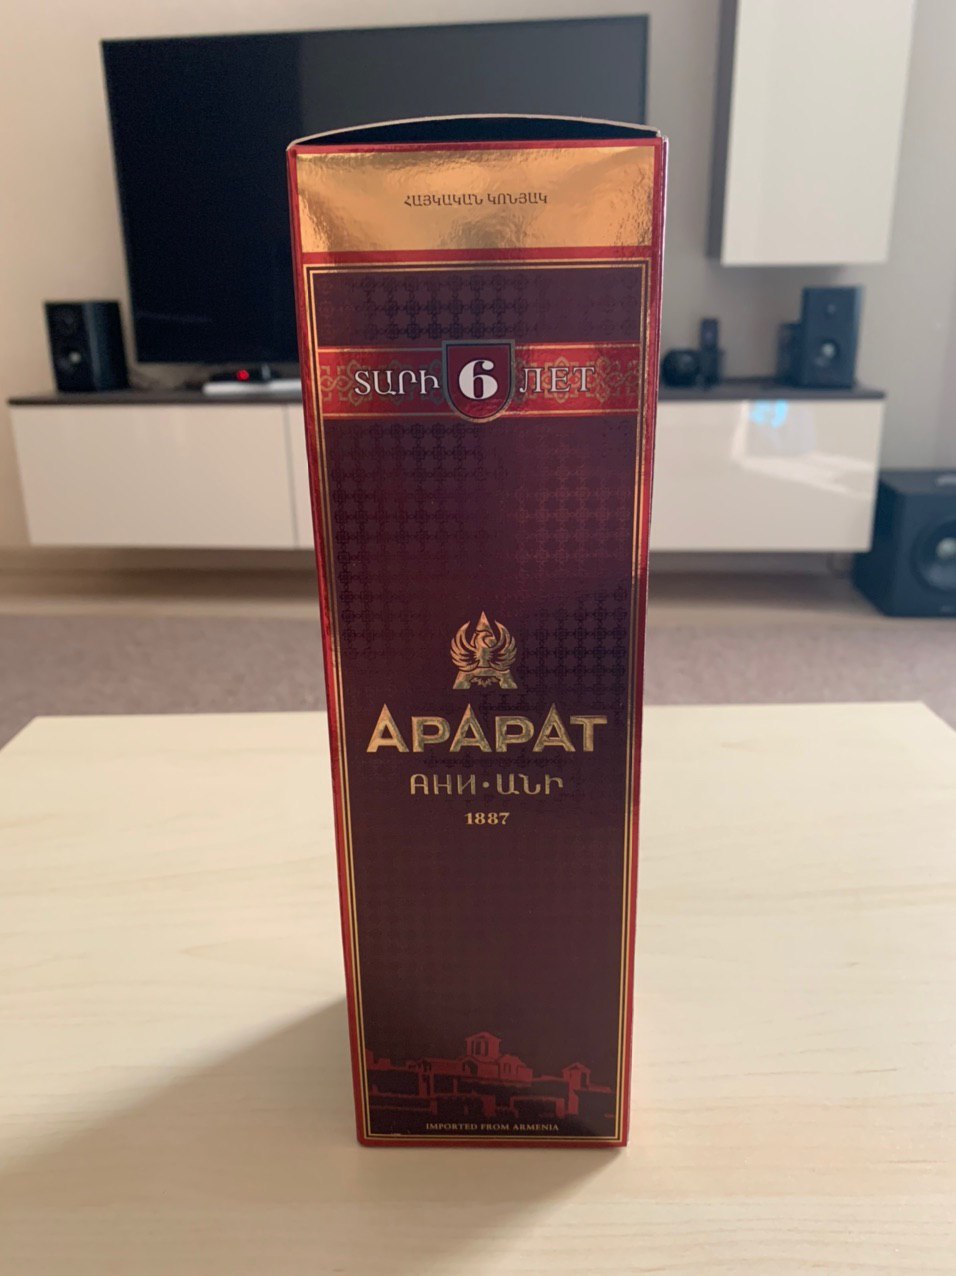 ՀԱՅԿԱԿԱՆ ԿՈՆՅԱԿ
ՏԱՐԻ 6 ЛЕТ
АРАРАТ
АНИ • ԱՆԻ
1887
IMPORTED FROM ARMENIA